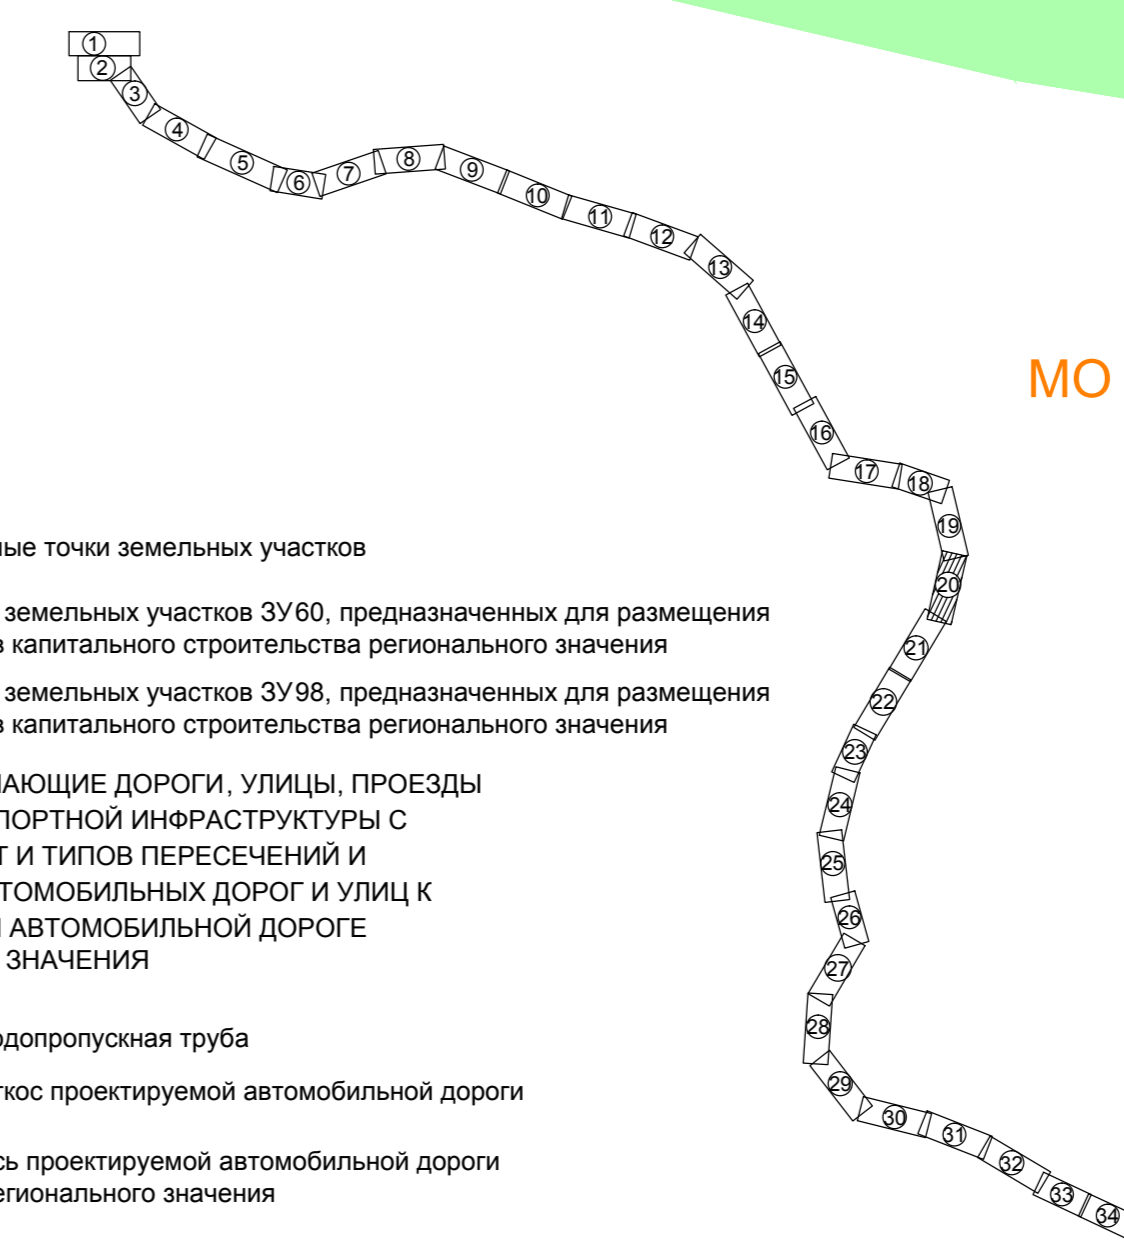 1
2
3
4
5
6
7
8
9
10
11
12
13
14
15
МО
16
17
18
19
ные точки земельных участков
20
земельных участков ЗУ60, предназначенных для размещения
в капитального строительства регионального значения
21
земельных участков ЗУ98, предназначенных для размещения
22
в капитального строительства регионального значения
23
АЮЩИЕ ДОРОГИ, УЛИЦЫ, ПРОЕЗДЫ
24
ПОРТНОЙ ИНФРАСТРУКТУРЫ С
Т И ТИПОВ ПЕРЕСЕЧЕНИЙ И
25
ТОМОБИЛЬНЫХ ДОРОГ И УЛИЦ К
26
АВТОМОБИЛЬНОЙ ДОРОГЕ
ЗНАЧЕНИЯ
27
28
одопропускная труба
29
ткос проектируемой автомобильной дороги
30
31
32
сь проектируемой автомобильной дороги
егионального значения
33
34